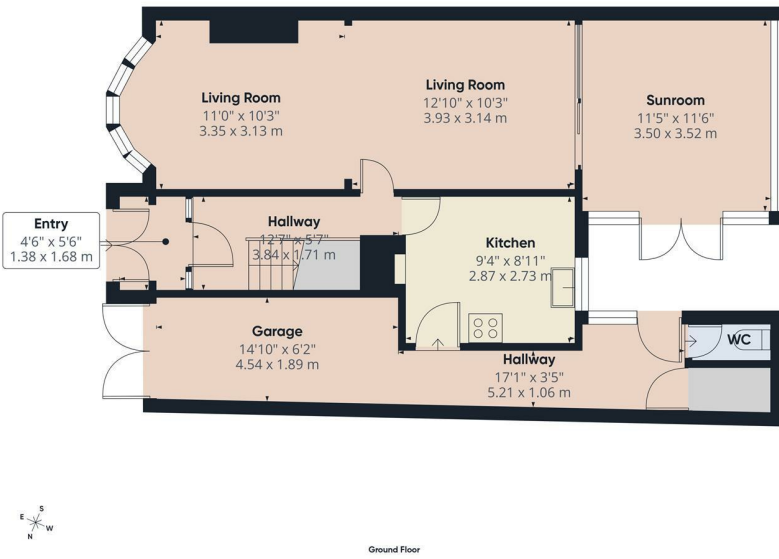 Living Room
11'0" x 10'3"
3.35 x 3.13 m
Living Room
12'10" x 10'3"
3.93 x 3.14 m
Sunroom
11'5" x 11'6"
3.50 x 3.52 m
Entry
4'6" x 5'6"
1.38 x 1.68 m
Hallway
12'7" x 5'7"
3.84 x 1.71 m
Kitchen
9'4" x 8'11"
2.87 x 2.73 m
Garage
14'10" x 6'2"
4.54 x 1.89 m
Hallway
17'1" x 3'5"
5.21 x 1.06 m
WC
S
E
W
N
Ground Floor